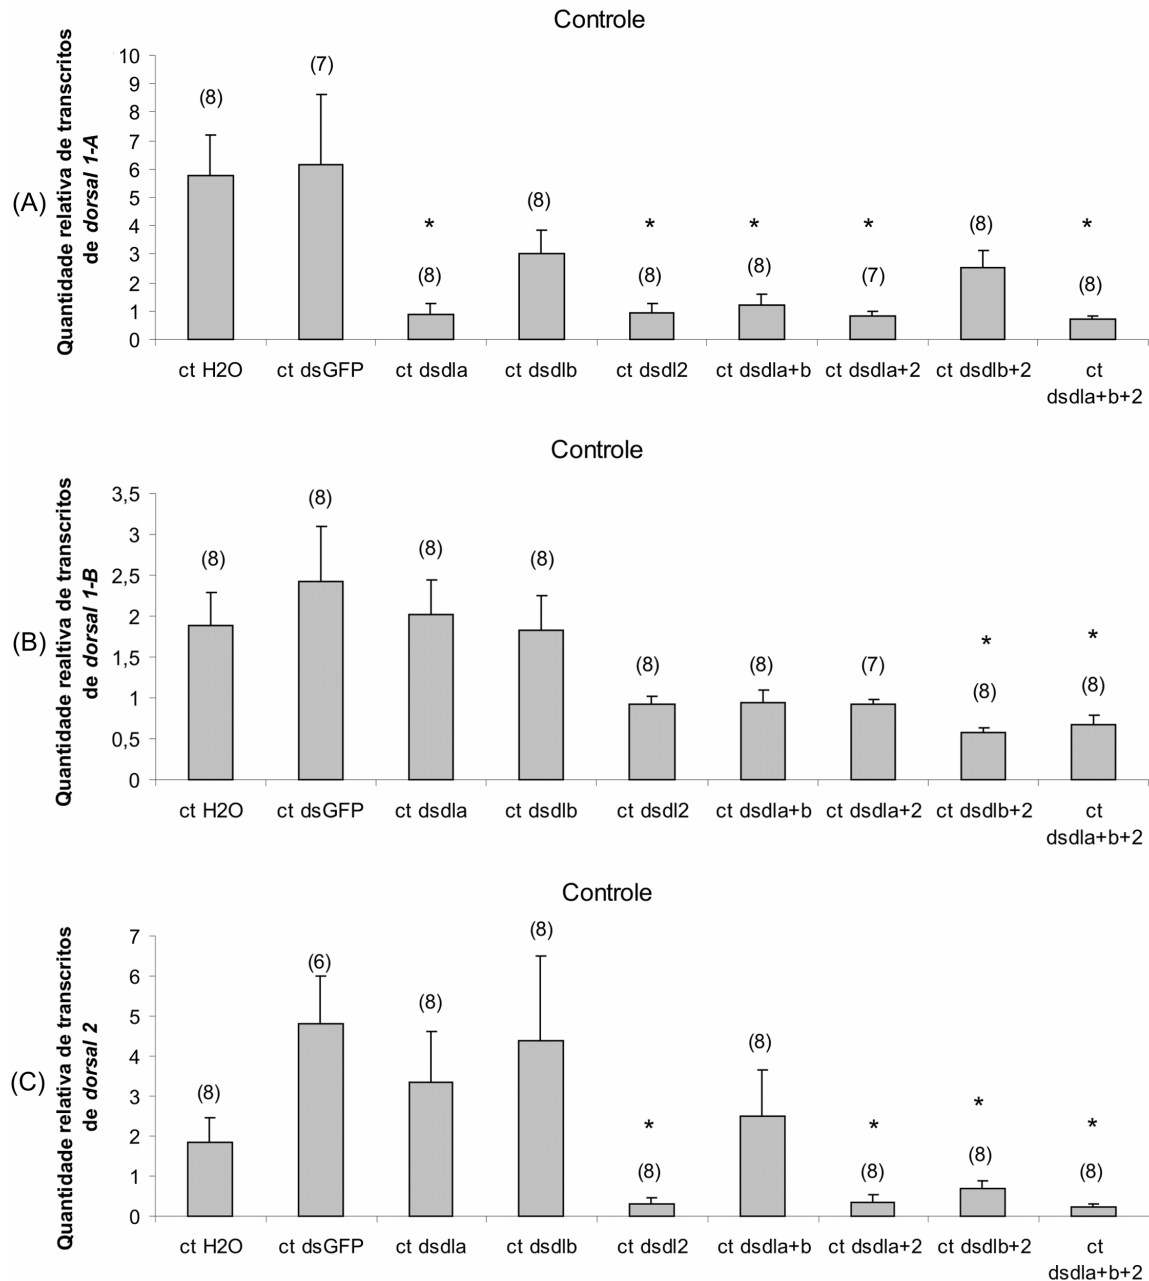 Controle
(A)
Quantidade relativa de transcritos
de dorsal 1-A
10
9
8
7
6
5
4
3
2
1
0
(8)
(7)
(8)
(8)
(8)
(8)
(7)
(8)
(8)
* * * * *
ct H2O ct dsGFP ct dsdla ct dsdlb ct dsdl2 ct dsdla+b ct dsdla+2 ct dsdlb+2 ct
dsdla+b+2
Controle
(B)
Quantidade realtiva de transcritos
de dorsal 1-B
3,5
3
2,5
2
1,5
1
0,5
0
(8)
(8)
(8)
(8)
(8)
(8)
(7)
(8)
(8)
* *
ct H2O ct dsGFP ct dsdla ct dsdlb ct dsdl2 ct dsdla+b ct dsdla+2 ct dsdlb+2 ct
dsdla+b+2
Controle
(C)
Quantidade relativa de transcritos
de dorsal 2
7
6
5
4
3
2
1
0
(8)
(6)
(8)
(8)
(8)
(8)
(8)
(8)
(8)
* * * *
ct H2O ct dsGFP ct dsdla ct dsdlb ct dsdl2 ct dsdla+b ct dsdla+2 ct dsdlb+2 ct
dsdla+b+2